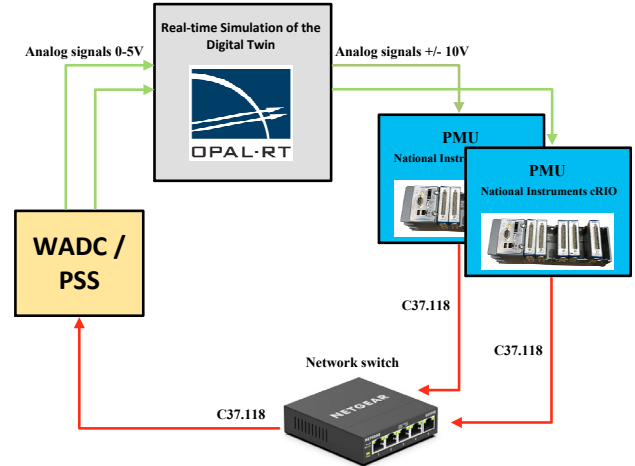 Real-time Simulation of the
Digital Twin
Analog signals 0-5V
Analog signals +/- 10V
OPAL-RT
PMU
National Instrum
PMU
National Instruments cRIO
WADC /
PSS
C37.118
C37.118
Network switch
NETGEAR
C37.118